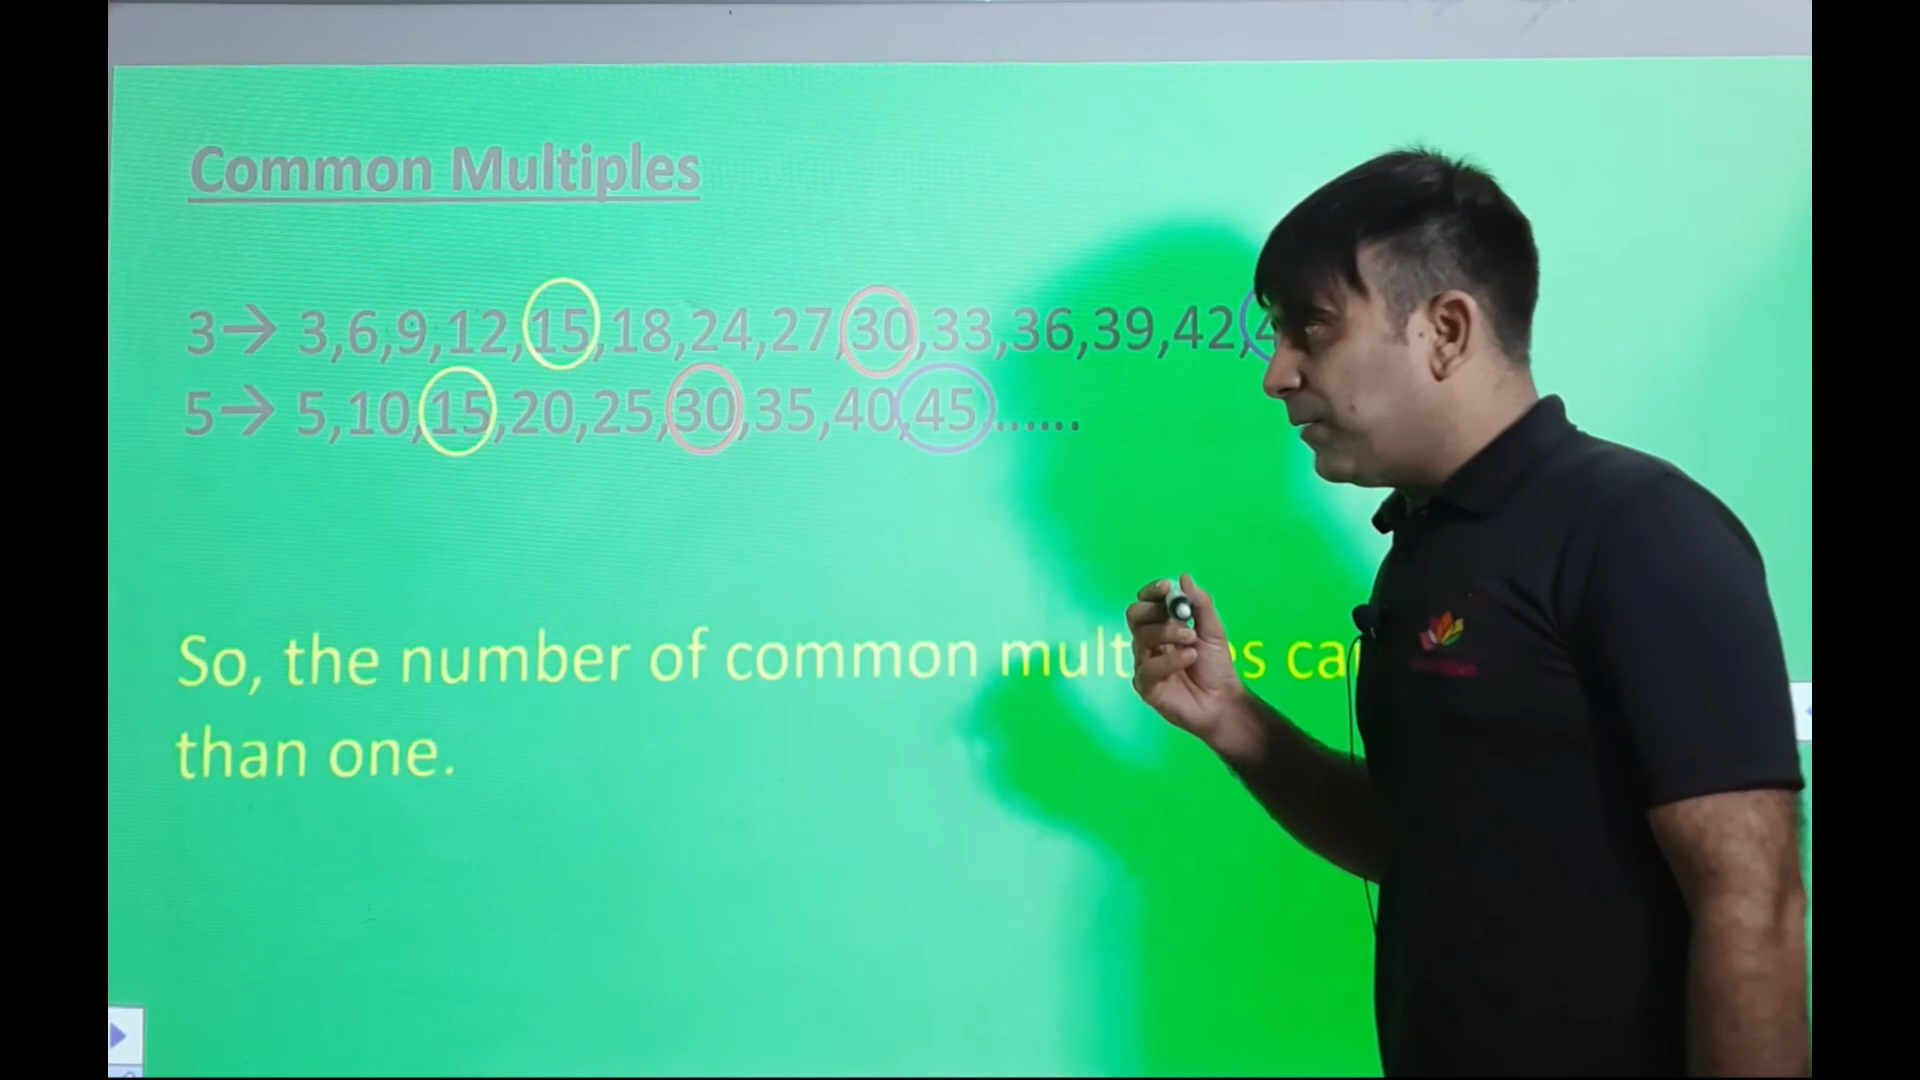 Common Multiples
3→ 3,6,9,12,15,18,24,27,30,33,36,39,42,
5→ 5,10,15,20,25,30,35,40,45,......
So, the number of common
than one.